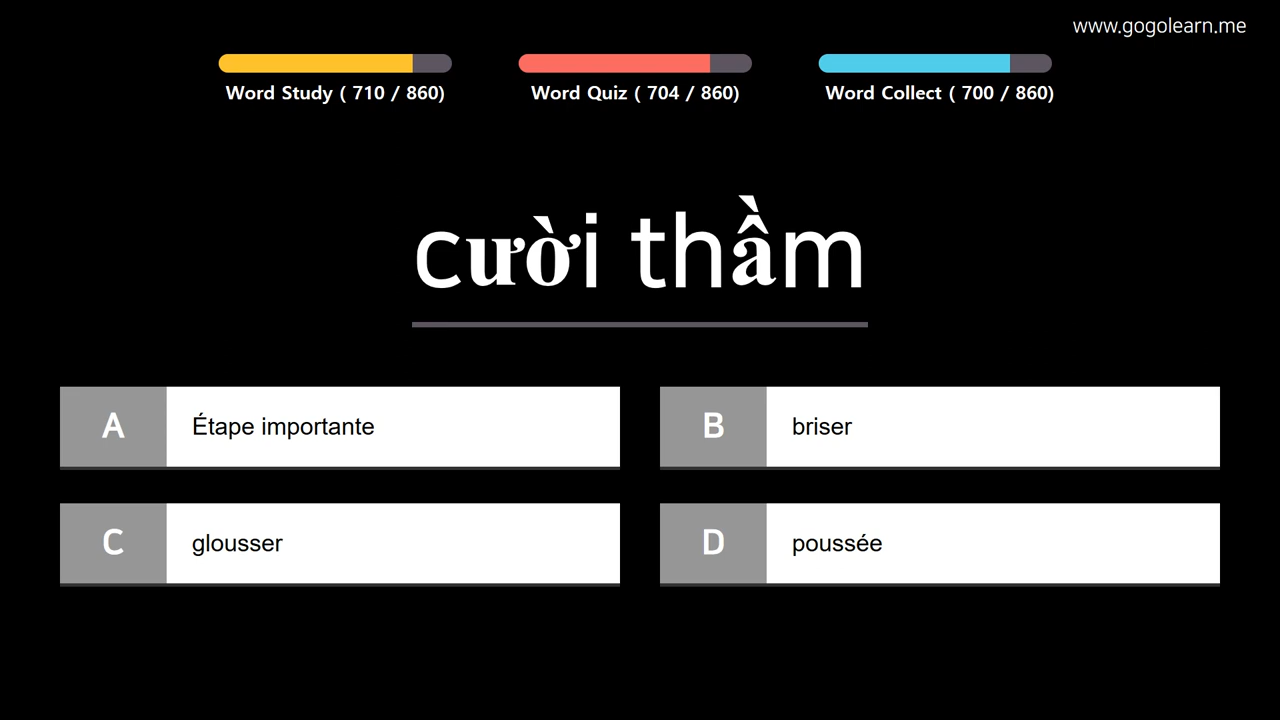 www.gogolearn.me
Word Study ( 710 / 860)
Word Quiz ( 704 / 860)
Word Collect ( 700 / 860)
cười thầm
A Étape importante
B briser
C glousser
D poussée